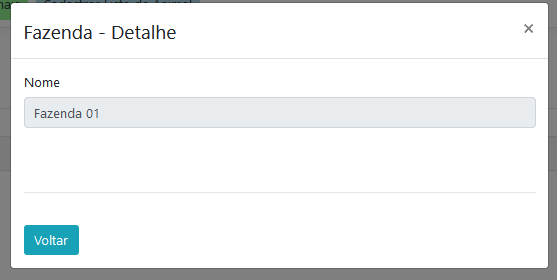 Fazenda - Detalhe
×
Nome
Fazenda 01
Voltar